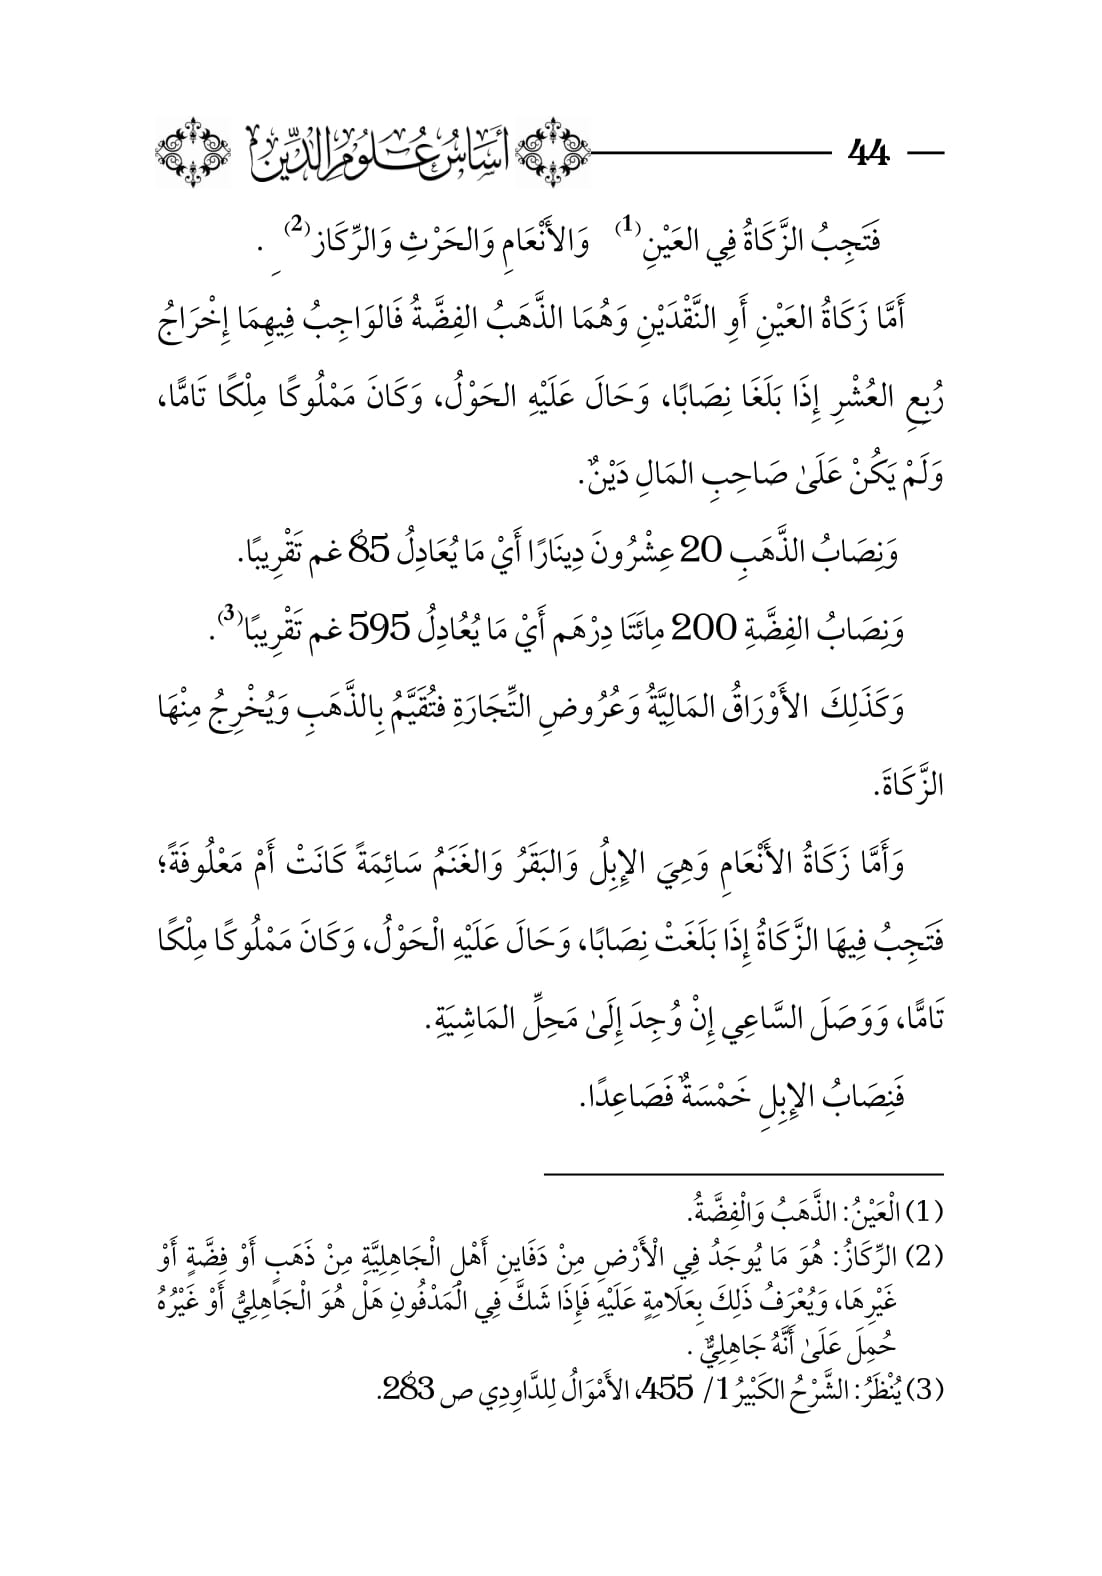 44 أَسَاسُ عُلُومِ الدِّينِ
فَتَجِبُ الزَّكَاةُ فِي العَيْنِ(1) وَالأَنْعَامِ وَالحَرْثِ وَالرِّكَازِ(2) .
أَمَّا زَكَاةُ العَيْنِ أَوِ النَّقْدَيْنِ وَهُمَا الذَّهَبُ الفِضَّةُ فَالوَاجِبُ فِيهِمَا إِخْرَاجُ
رُبِعِ العُشْرِ إِذَا بَلَغَا نِصَابًا، وَحَالَ عَلَيْهِ الحَوْلُ، وَكَانَ مَمْلُوكًا مِلْكًا تَامًّا،
وَلَمْ يَكُنْ عَلَىٰ صَاحِبِ المَالِ دَيْنٌ.
وَنِصَابُ الذَّهَبِ 20 عِشْرُونَ دِينَارًا أَيْ مَا يُعَادِلُ 85 غم تَقْرِيبًا.
وَنِصَابُ الفِضَّةِ 200 مِائَتَا دِرْهَم أَيْ مَا يُعُادِلُ 595 غم تَقْرِيبًا(3).
وَكَذَلِكَ الأَوْرَاقُ المَالِيَّةُ وَعُرُوضِ التِّجَارَةِ فتُقَيَّمُ بِالذَّهَبِ وَيُخْرِجُ مِنْهَا
الزَّكَاةَ.
وَأَمَّا زَكَاةُ الأَنْعَامِ وَهِيَ الإِبِلُ وَالبَقَرُ وَالغَنَمُ سَائِمَةً كَانَتْ أَمْ مَعْلُوفَةً؛
فَتَجِبُ فِيهَا الزَّكَاةُ إِذَا بَلَغَتْ نِصَابًا، وَحَالَ عَلَيْهِ الْحَوْلُ، وَكَانَ مَمْلُوكًا مِلْكًا
تَامًّا، وَوَصَلَ السَّاعِي إِنْ وُجِدَ إِلَىٰ مَحِلِّ المَاشِيَةِ.
فَنِصَابُ الإِبِلِ خَمْسَةٌ فَصَاعِدًا.
(1) الْعَيْنُ: الذَّهَبُ وَالْفِضَّةُ.
(2) الرِّكَازُ: هُوَ مَا يُوجَدُ فِي الْأَرْضِ مِنْ دَفَاينِ أَهْلِ الْجَاهِلِيَّةِ مِنْ ذَهَبٍ أَوْ فِضَّةٍ أَوْ
غَيْرِهَا، وَيُعْرَفُ ذَلِكَ بِعَلَامِةٍ عَلَيْهِ فَإِذَا شَكَّ فِي الْمَدْفُونِ هَلْ هُوَ الْجَاهِلِيُّ أَوْ غَيْرُهُ
حُمِلَ عَلَىٰ أَنَّهُ جَاهِلِيٌّ .
(3) يُنْظَرُ: الشَّرْحُ الكَبْيرُ 1/ 455، الأَمْوَالُ لِلدَّاوِدِي ص 283.